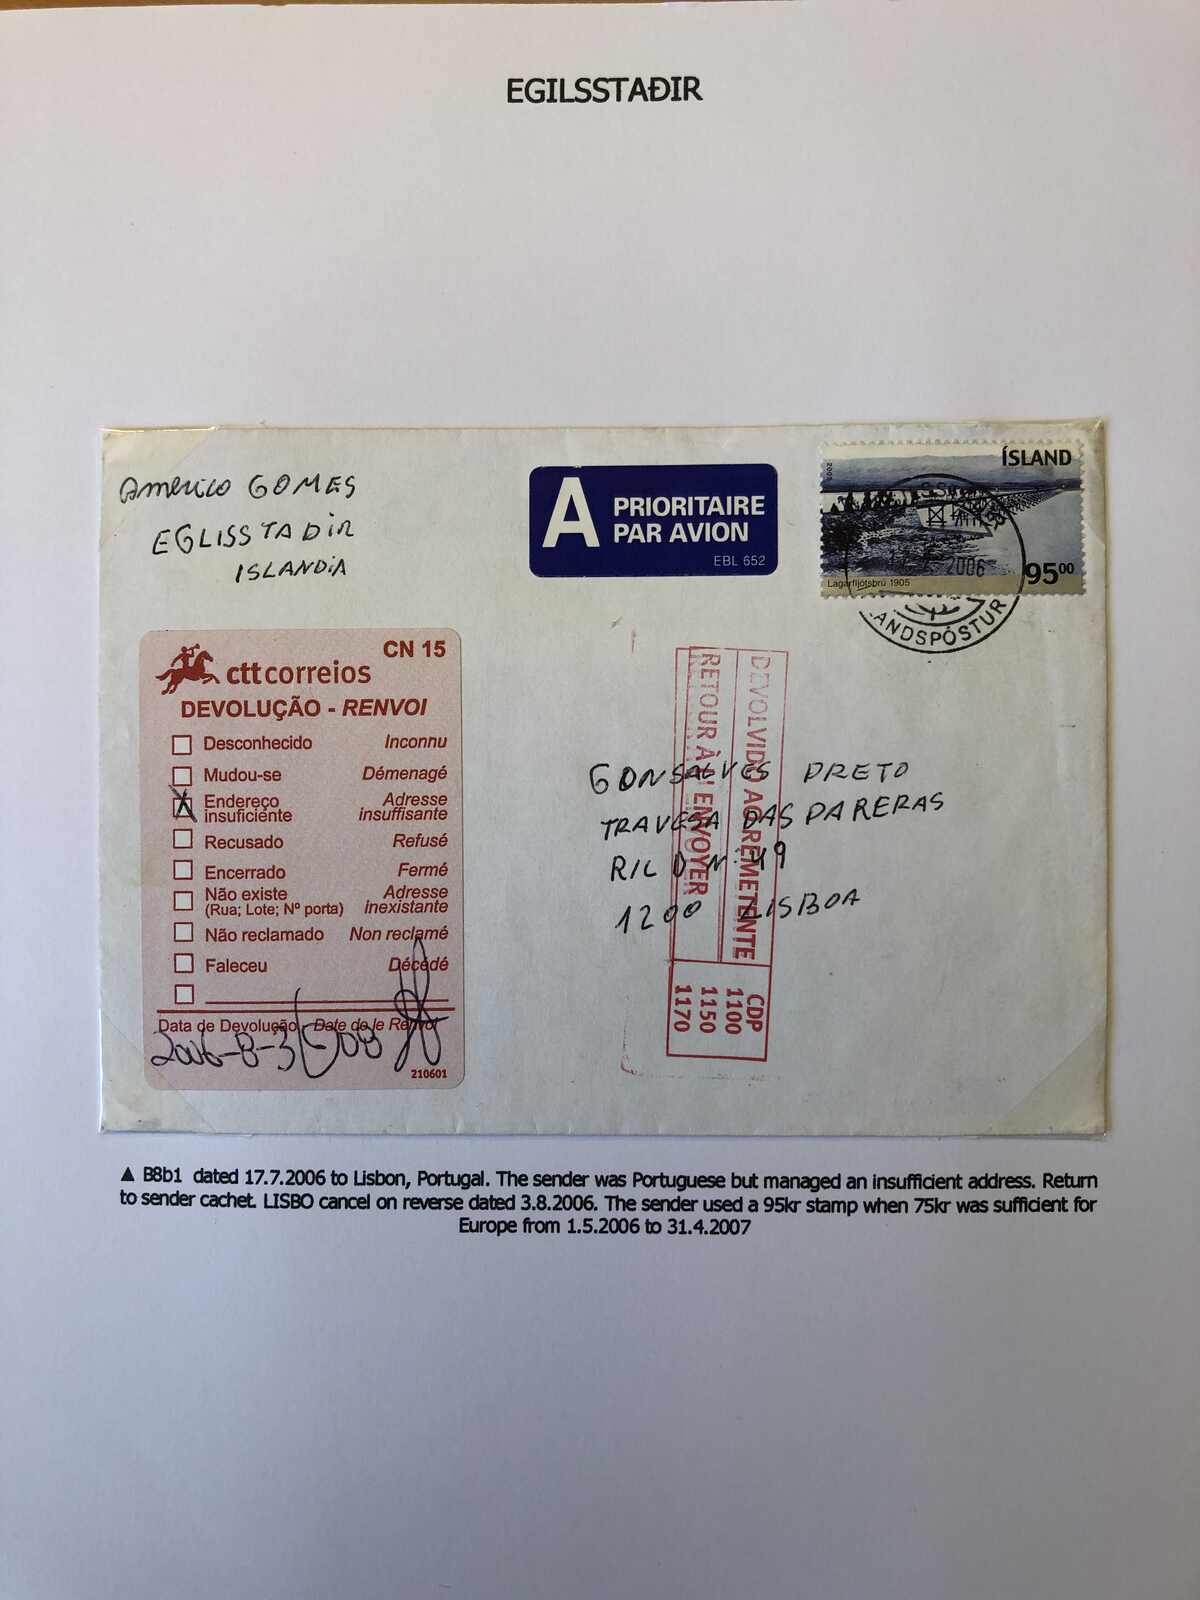 EGILSSTAÐIR
Americo GOMES
EGLISSTADIR
ISLANDIA
A PRIORITAIRE
PAR AVION
EBL 652
2002
ÍSLAND
Lagarfljótsbrú 1905
9500
7. 2006
LANDSPÓSTUR
CN 15
cttcorreios
DEVOLUÇÃO - RENVOI
Desconhecido Inconnu
Mudou-se Démenagé
Endereço Adresse
insuficiente insuffisante
Recusado Refusé
Encerrado Fermé
Não existe Adresse
(Rua; Lote; Nº porta) inexistante
Não reclamado Non reclamé
Faleceu Décédé
Data de Devolução - Date de le Renvoi
2006-8-3
210601
DEVOLVIDO AO REMETENTE
RETOUR À L'ENVOYER
CDP
1100
1150
1170
GONSALVES PRETO
TRAVESA DAS PARERAS
R/C D Nº 49
1200 LISBOA
▲ B8b1 dated 17.7.2006 to Lisbon, Portugal. The sender was Portuguese but managed an insufficient address. Return
to sender cachet. LISBO cancel on reverse dated 3.8.2006. The sender used a 95kr stamp when 75kr was sufficient for
Europe from 1.5.2006 to 31.4.2007